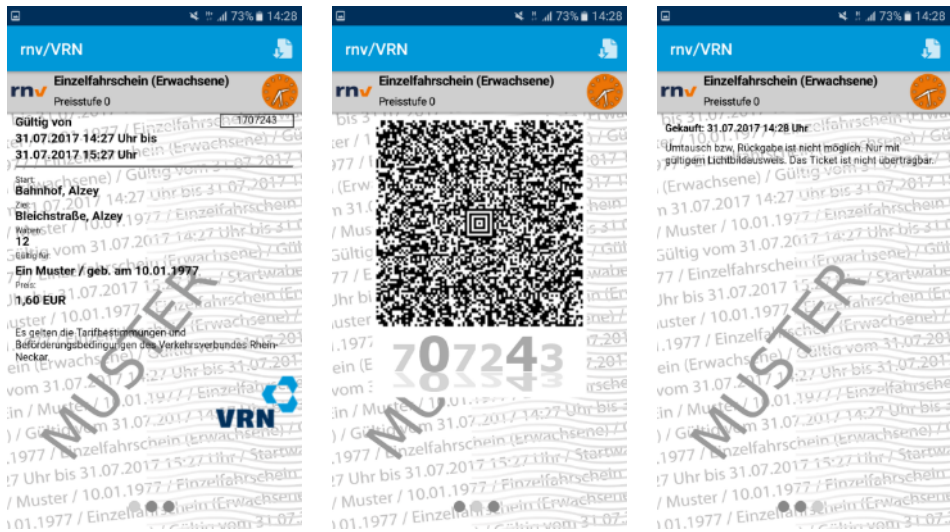 73% 14:28
rnv/VRN
rnv
Einzelfahrschein (Erwachsene)
Preisstufe 0
Gültig von
1707243
31.07.2017 14:27 Uhr bis
31.07.2017 15:27 Uhr
Start:
Bahnhof, Alzey
Ziel:
Bleichstraße, Alzey
Waben:
12
Gültig für:
Ein Muster / geb. am 10.01.1977
Preis:
1,60 EUR
Es gelten die Tarifbestimmungen und
Beförderungsbedingungen des Verkehrsverbundes Rhein-
Neckar.
MUSTER
VRN
73% 14:28
rnv/VRN
rnv
Einzelfahrschein (Erwachsene)
Preisstufe 0
707243
MUSTER
73% 14:28
rnv/VRN
rnv
Einzelfahrschein (Erwachsene)
Preisstufe 0
Gekauft: 31.07.2017 14:28 Uhr
Umtausch bzw. Rückgabe ist nicht möglich. Nur mit
gültigem Lichtbildausweis. Das Ticket ist nicht übertragbar.
MUSTER